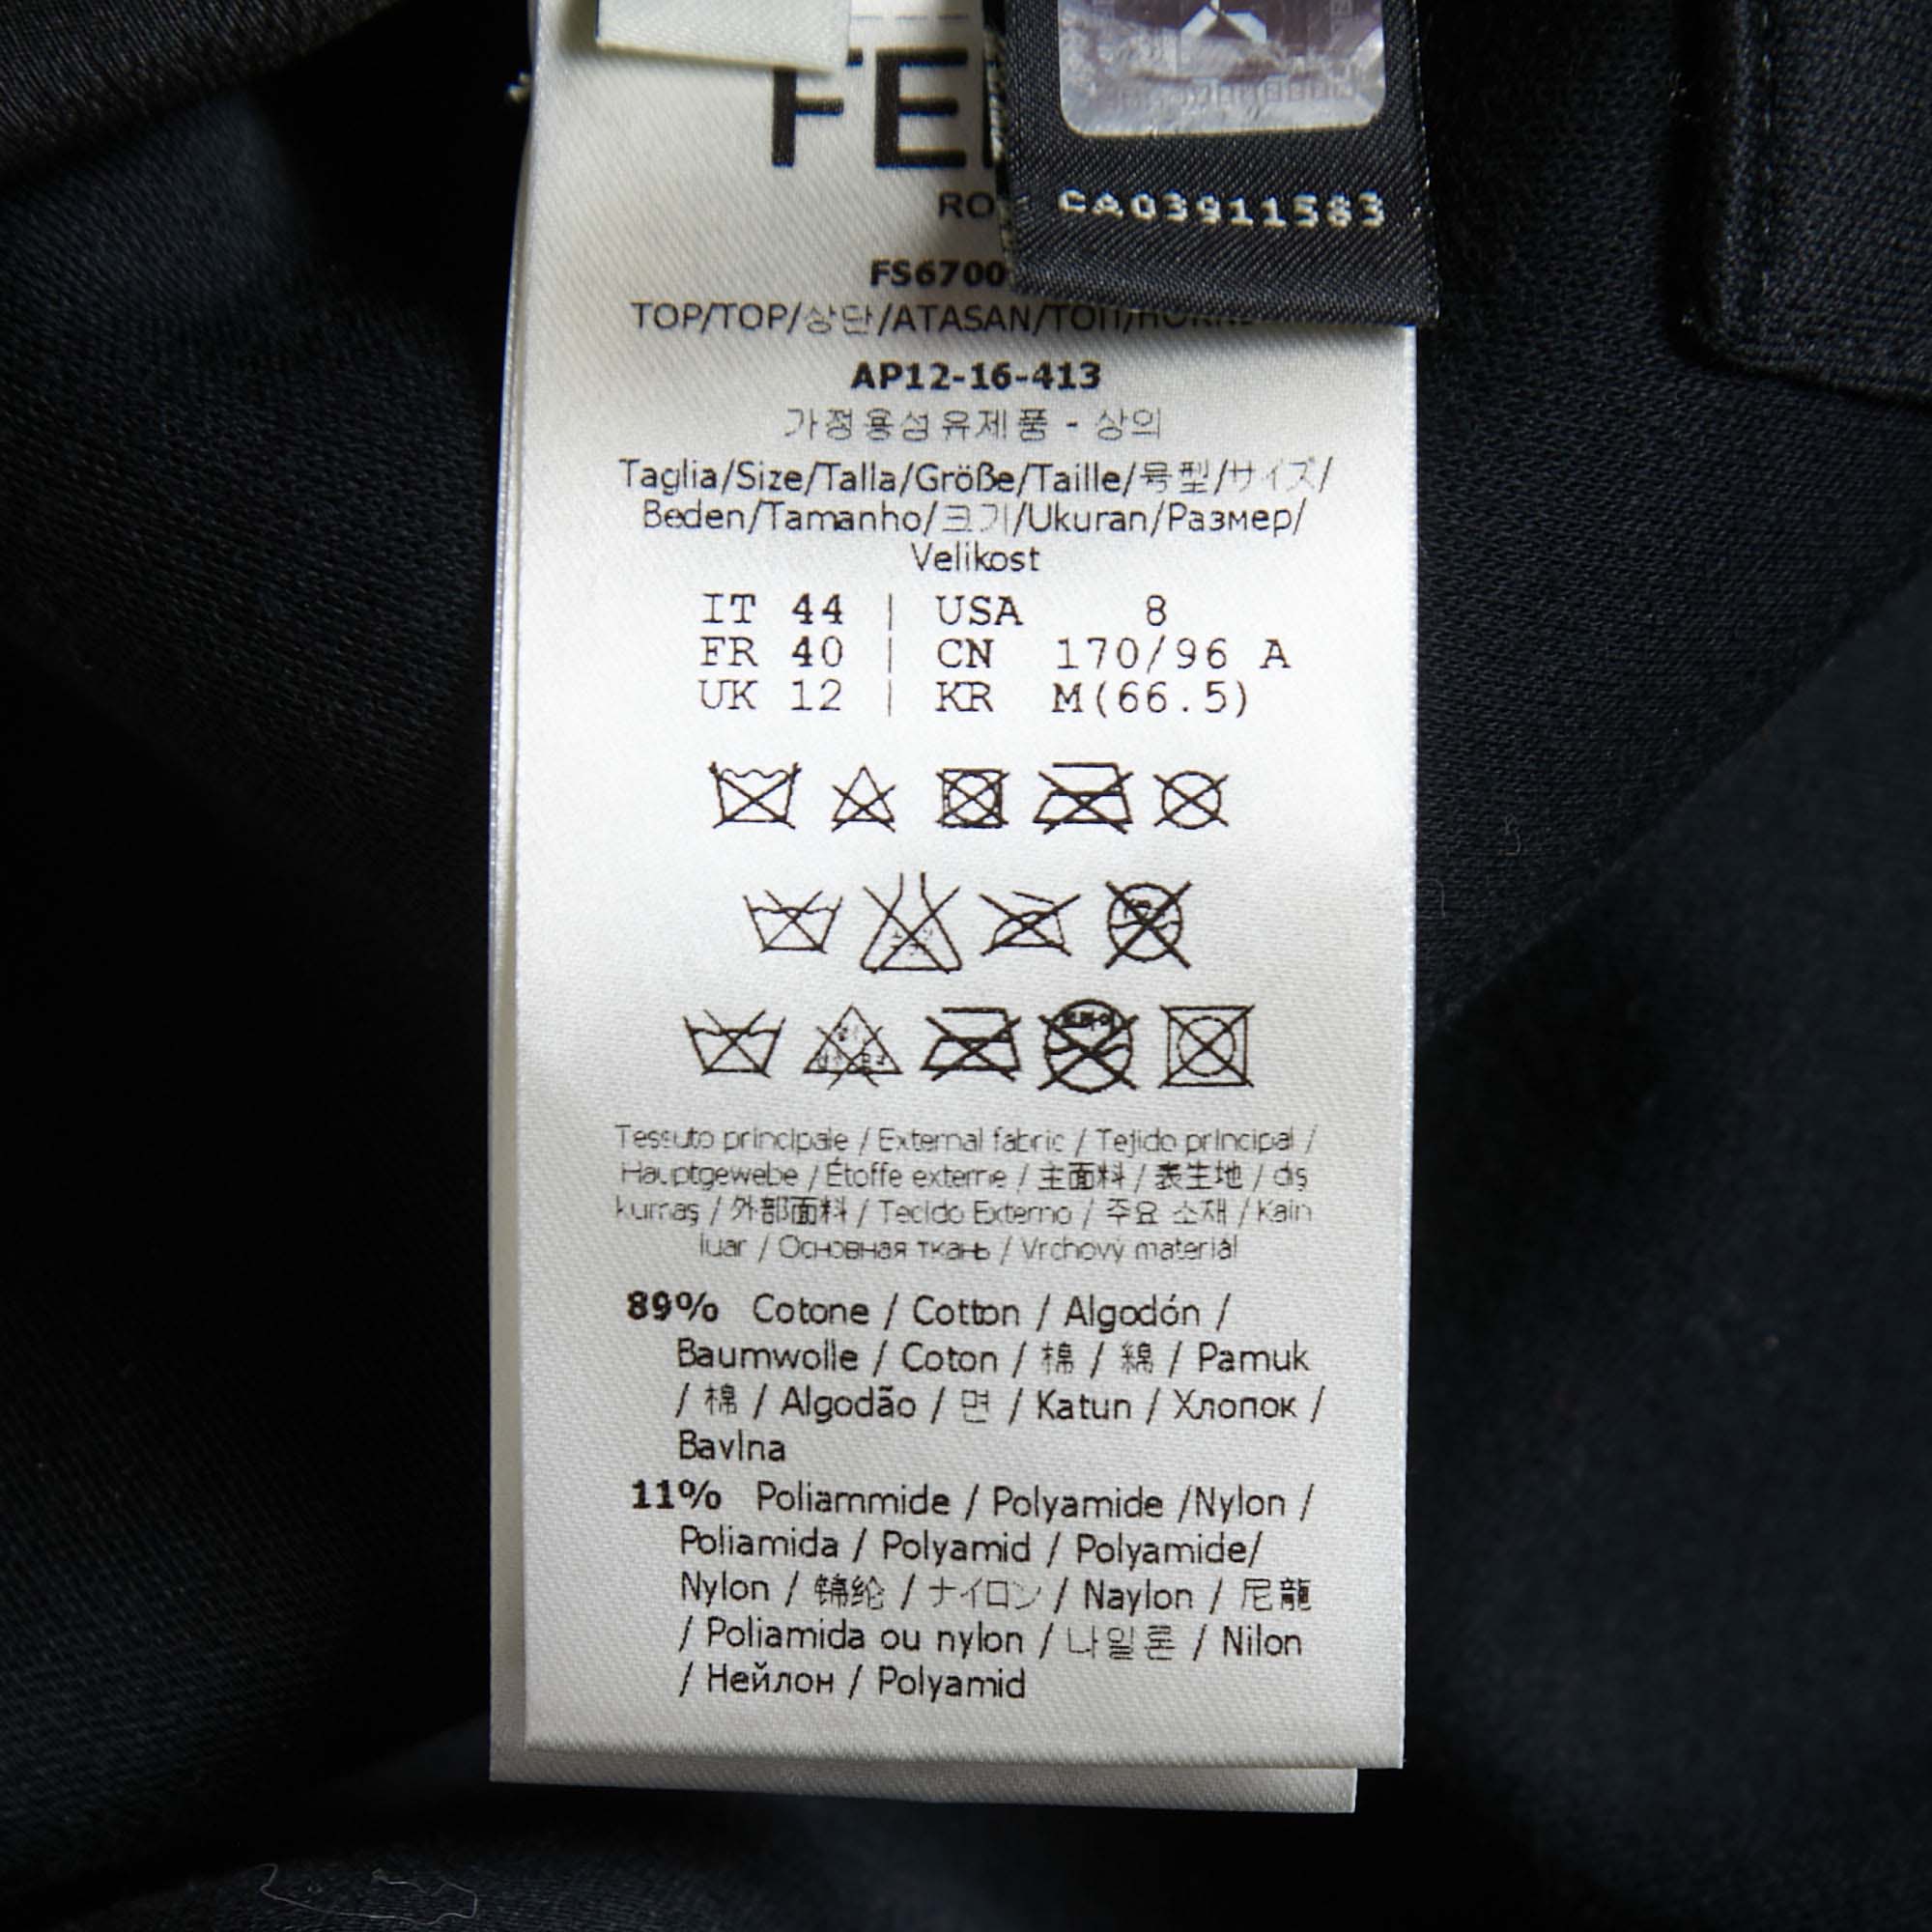 FE
RO
CA03911583
FS6700
TOP/TOP/상단/ATASAN/ТОП/HORNÍ
AP12-16-413
가정용섬유제품 - 상의
Taglia/Size/Talla/Größe/Taille/号型/サイズ/
Beden/Tamanho/크기/Ukuran/Размер/
Velikost
IT 44 | USA 8
FR 40 | CN 170/96 A
UK 12 | KR M(66.5)
Tessuto principale / External fabric / Tejido principal /
Hauptgewebe / Étoffe externe / 主面料 / 表生地 / dış
kumaş / 外部面料 / Tecido Externo / 주요 소재 / Kain
luar / Основная ткань / Vrchový materiál
89% Cotone / Cotton / Algodón /
Baumwolle / Coton / 棉 / 綿 / Pamuk
/ 棉 / Algodão / 면 / Katun / Хлопок /
Bavlna
11% Poliammide / Polyamide /Nylon /
Poliamida / Polyamid / Polyamide/
Nylon / 锦纶 / ナイロン / Naylon / 尼龍
/ Poliamida ou nylon / 나일론 / Nilon
/ Нейлон / Polyamid